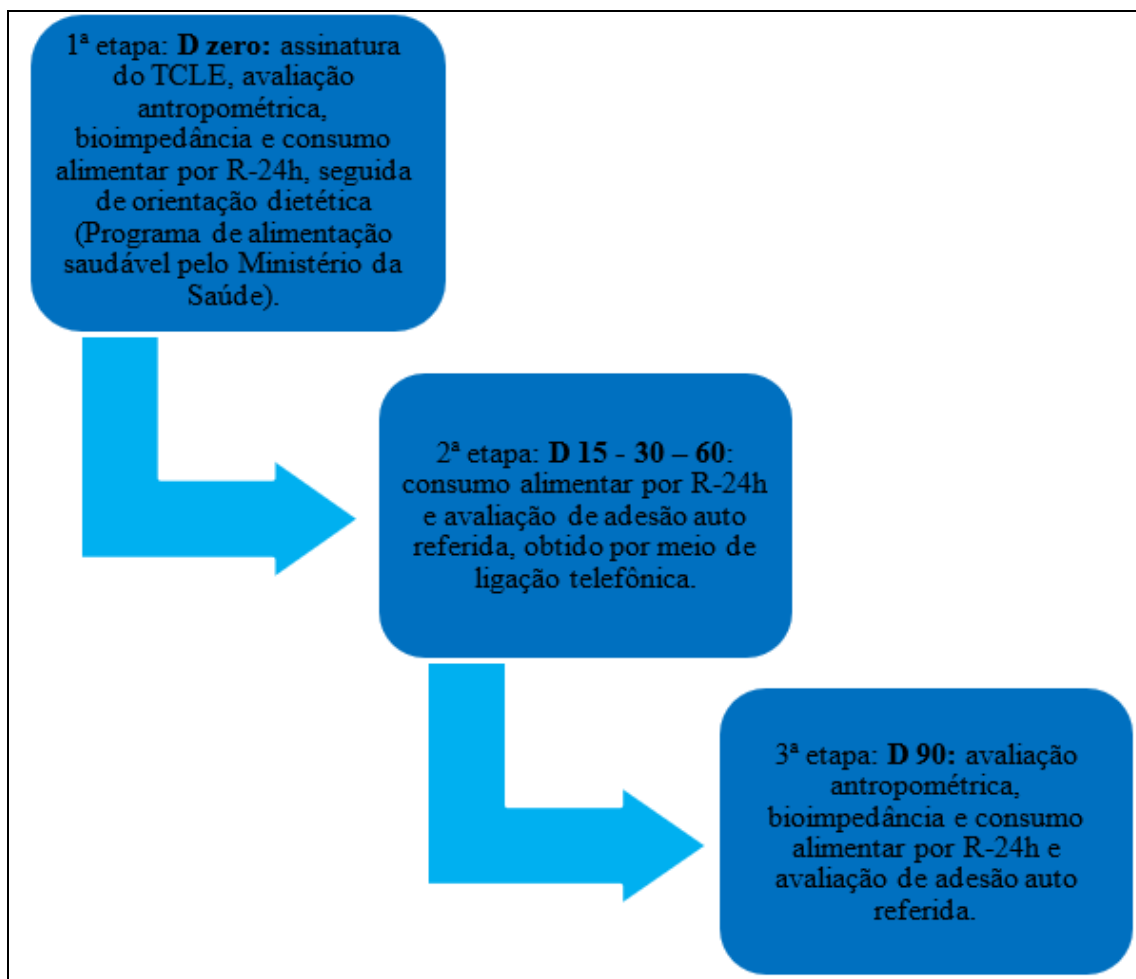 1ª etapa: D zero: assinatura
do TCLE, avaliação
antropométrica,
bioimpedância e consumo
alimentar por R-24h, seguida
de orientação dietética
(Programa de alimentação
saudável pelo Ministério da
Saúde).
2ª etapa: D 15 - 30 – 60:
consumo alimentar por R-24h
e avaliação de adesão auto
referida, obtido por meio de
ligação telefônica.
3ª etapa: D 90: avaliação
antropométrica,
bioimpedância e consumo
alimentar por R-24h e
avaliação de adesão auto
referida.